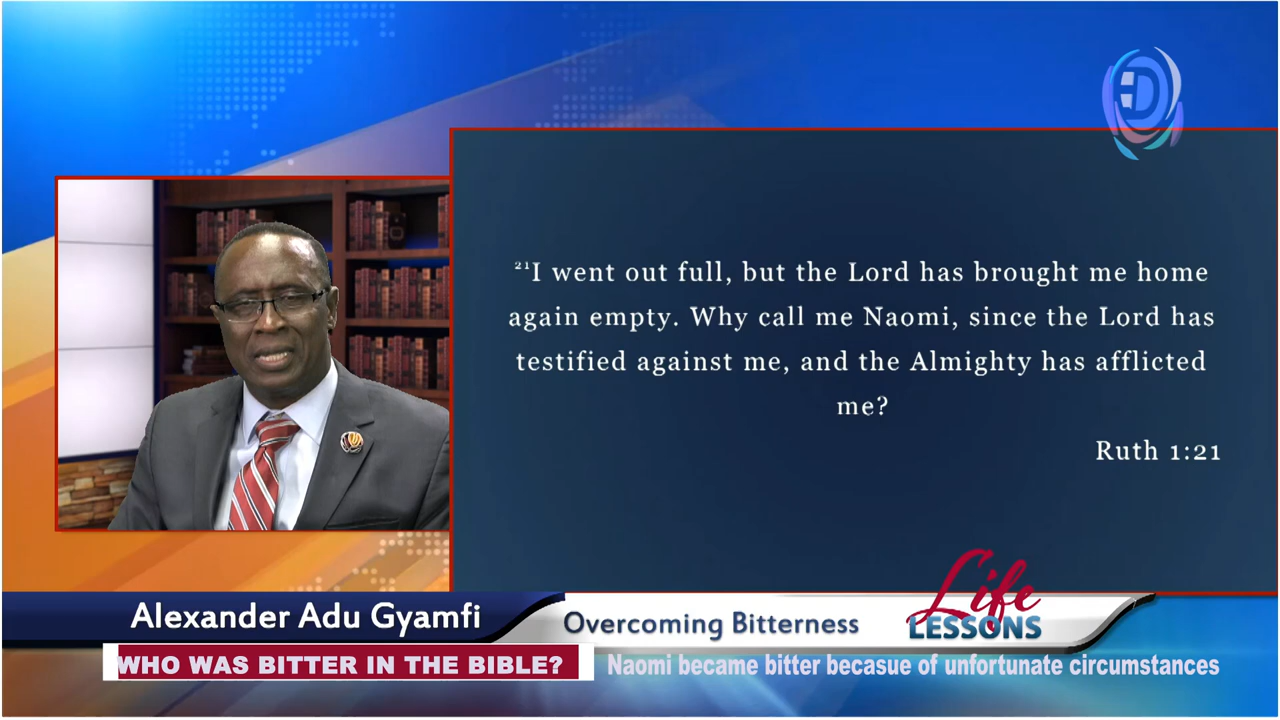 ²¹I went out full, but the Lord has brought me home
again empty. Why call me Naomi, since the Lord has
testified against me, and the Almighty has afflicted
me?
Ruth 1:21
Life
LESSONS
Alexander Adu Gyamfi
Overcoming Bitterness
WHO WAS BITTER IN THE BIBLE?
Naomi became bitter becasue of unfortunate circumstances